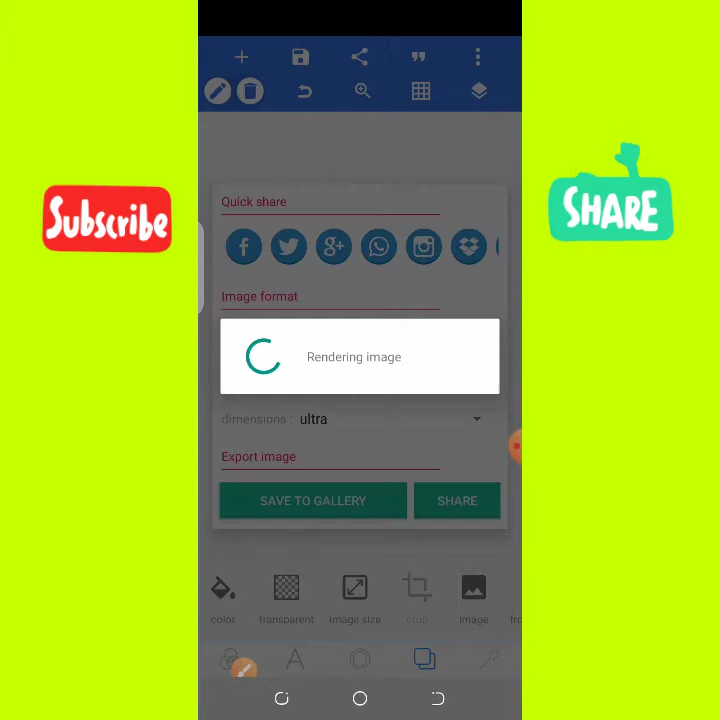 Quick share
Subscribe
SHARE
f
g+
Image format
Rendering image
dimensions : ultra
Export image
SAVE TO GALLERY
SHARE
color
transparent
image size
crop
image
fro
A